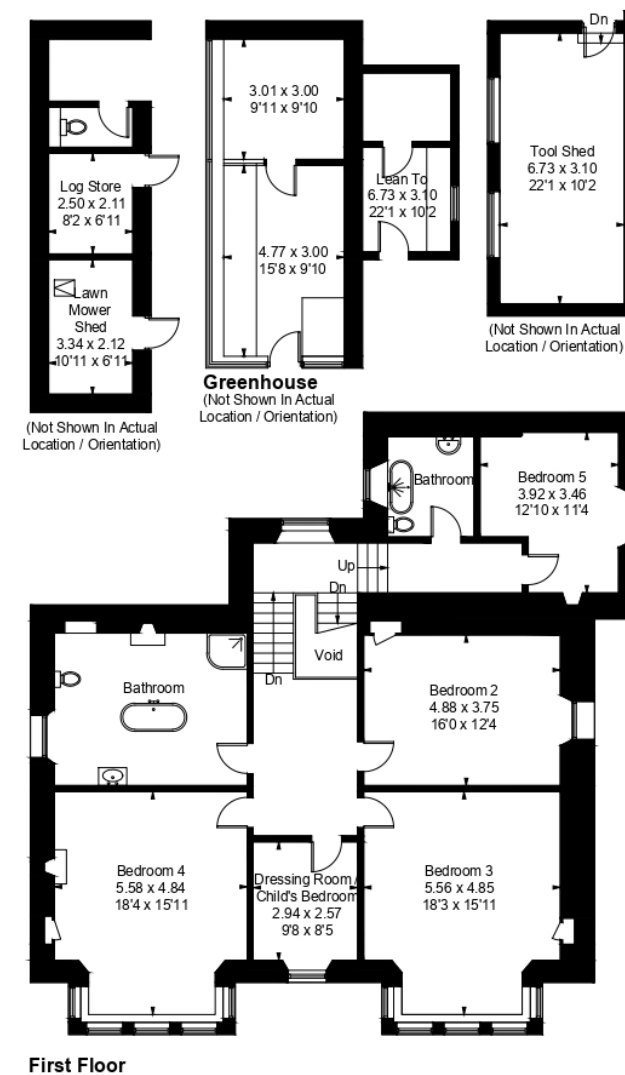 Log Store
2.50 x 2.11
8'2 x 6'11
Lawn
Mower
Shed
3.34 x 2.12
10'11 x 6'11
(Not Shown In Actual
Location / Orientation)
3.01 x 3.00
9'11 x 9'10
4.77 x 3.00
15'8 x 9'10
Greenhouse
(Not Shown In Actual
Location / Orientation)
Lean To
6.73 x 3.10
22'1 x 10'2
Dn
Tool Shed
6.73 x 3.10
22'1 x 10'2
(Not Shown In Actual
Location / Orientation)
Bathroom
Bedroom 5
3.92 x 3.46
12'10 x 11'4
Up
Dn
Dn
Void
Bathroom
Bedroom 2
4.88 x 3.75
16'0 x 12'4
Bedroom 4
5.58 x 4.84
18'4 x 15'11
Dressing Room /
Child's Bedroom
2.94 x 2.57
9'8 x 8'5
Bedroom 3
5.56 x 4.85
18'3 x 15'11
First Floor